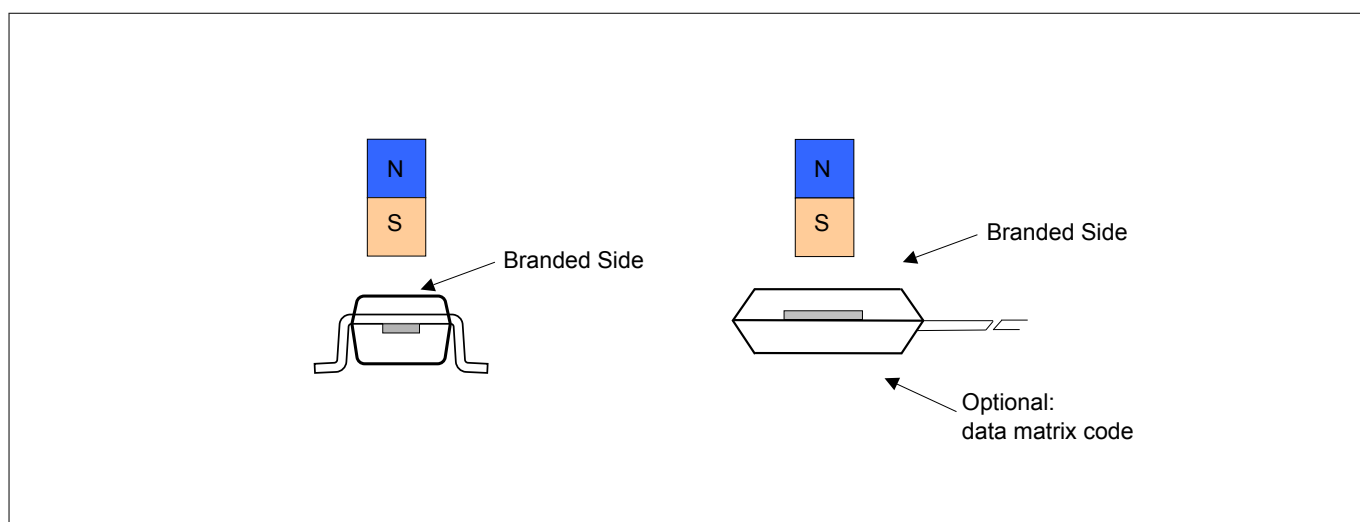 N
S
Branded Side
N
S
Branded Side
Optional:
data matrix code